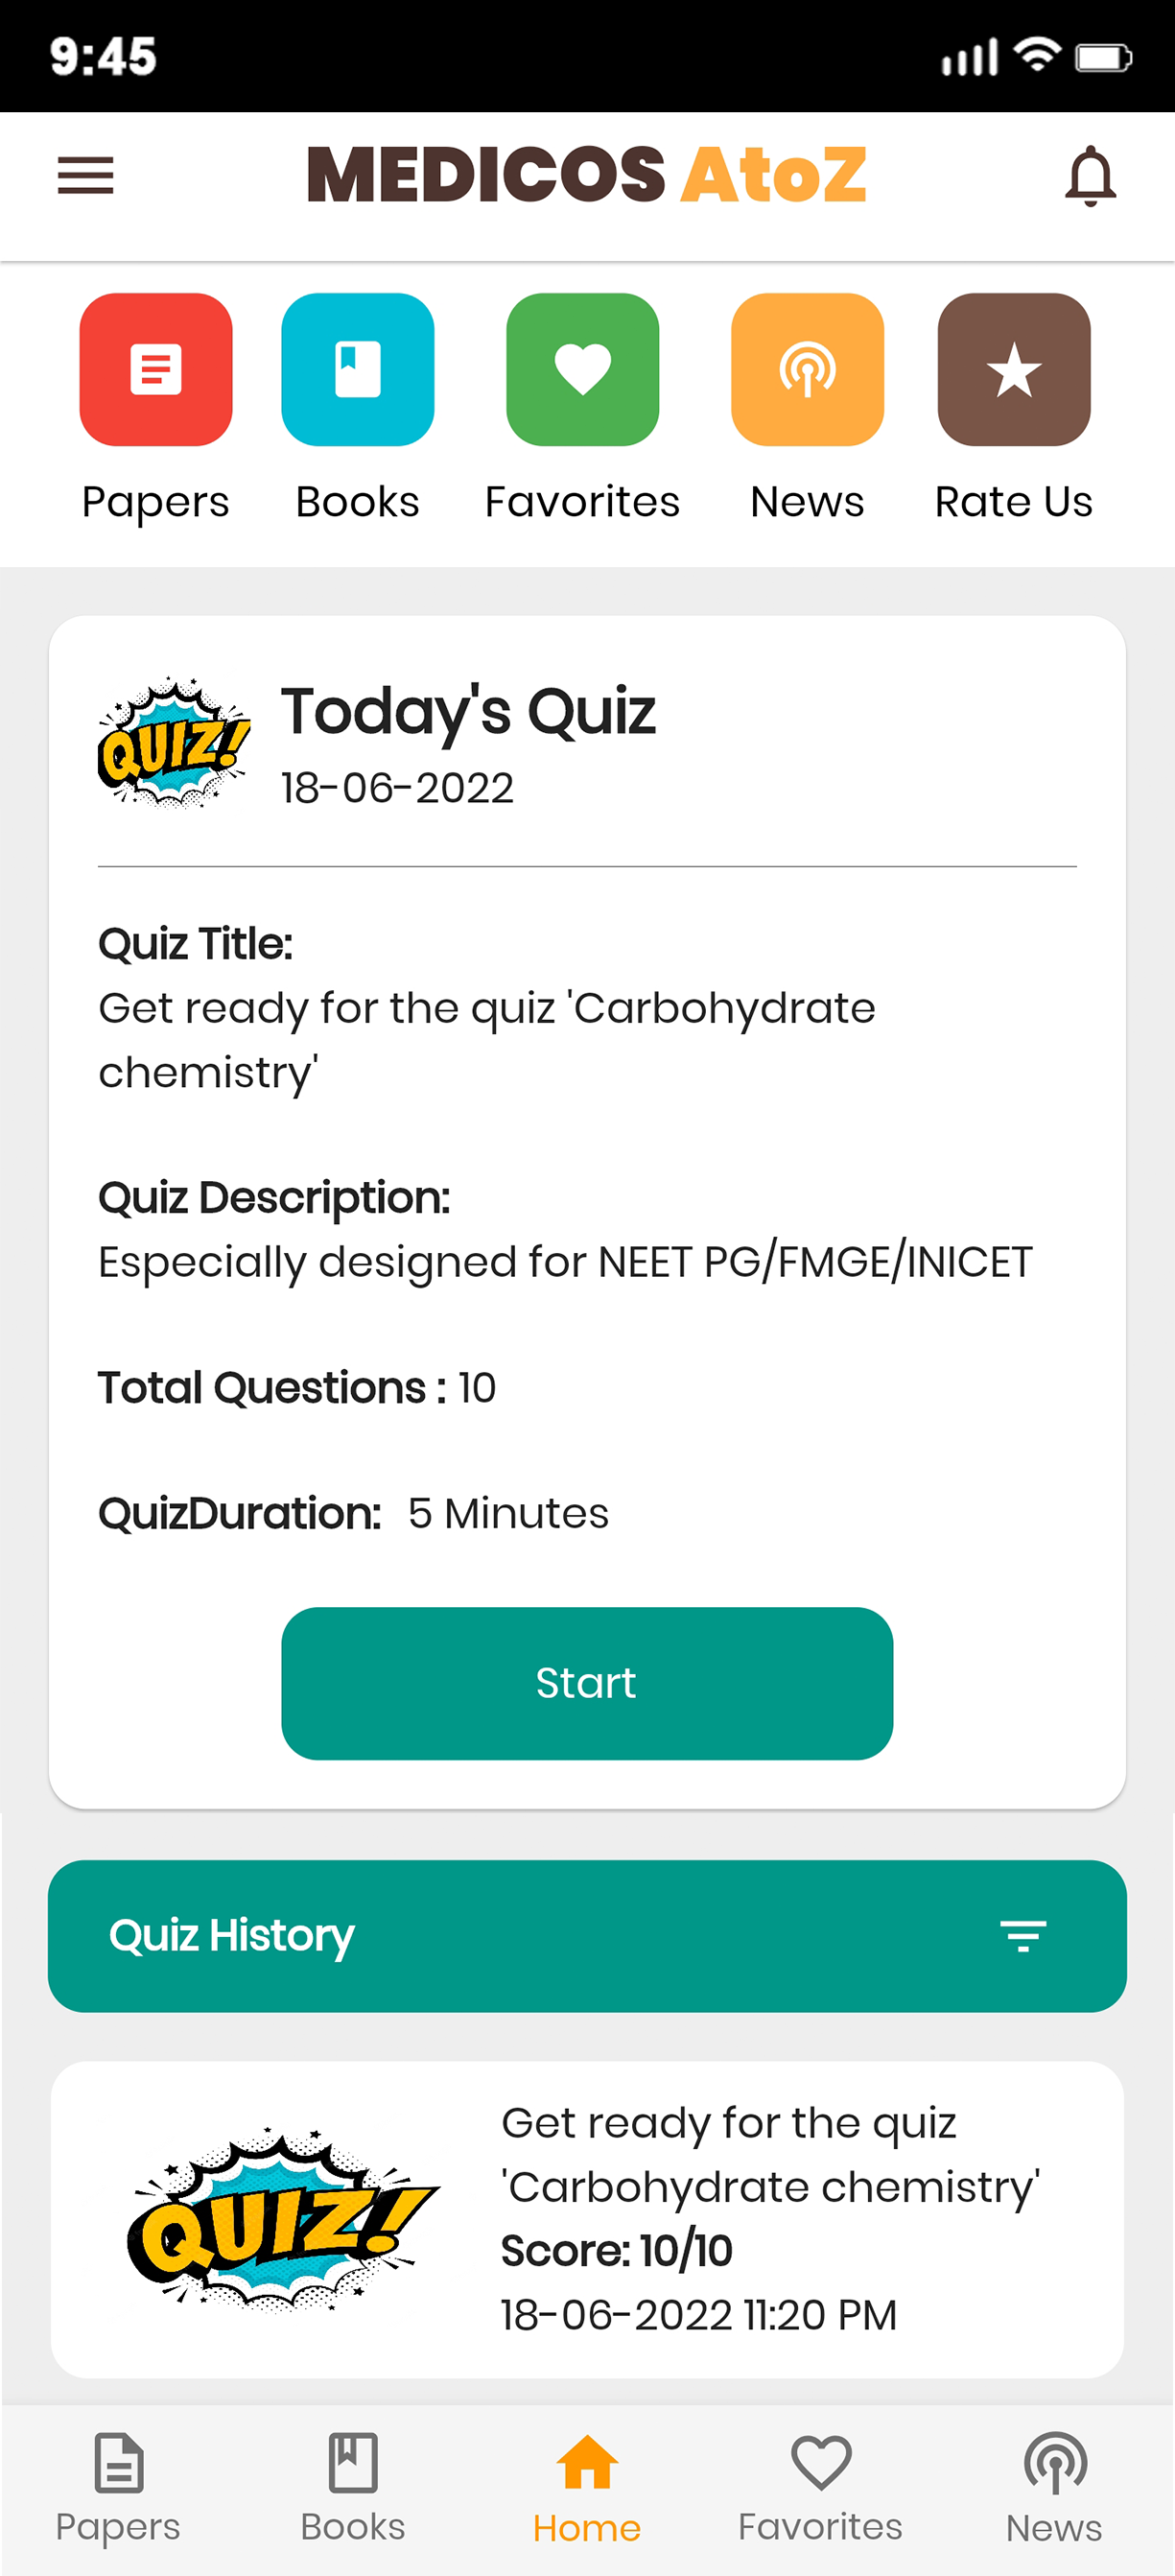 9:45
MEDICOS AtoZ
Papers Books Favorites News Rate Us
QUIZ!
Today's Quiz
18-06-2022
Quiz Title:
Get ready for the quiz 'Carbohydrate
chemistry'
Quiz Description:
Especially designed for NEET PG/FMGE/INICET
Total Questions : 10
QuizDuration: 5 Minutes
Start
Quiz History
QUIZ!
Get ready for the quiz
'Carbohydrate chemistry'
Score: 10/10
18-06-2022 11:20 PM
Papers Books Home Favorites News